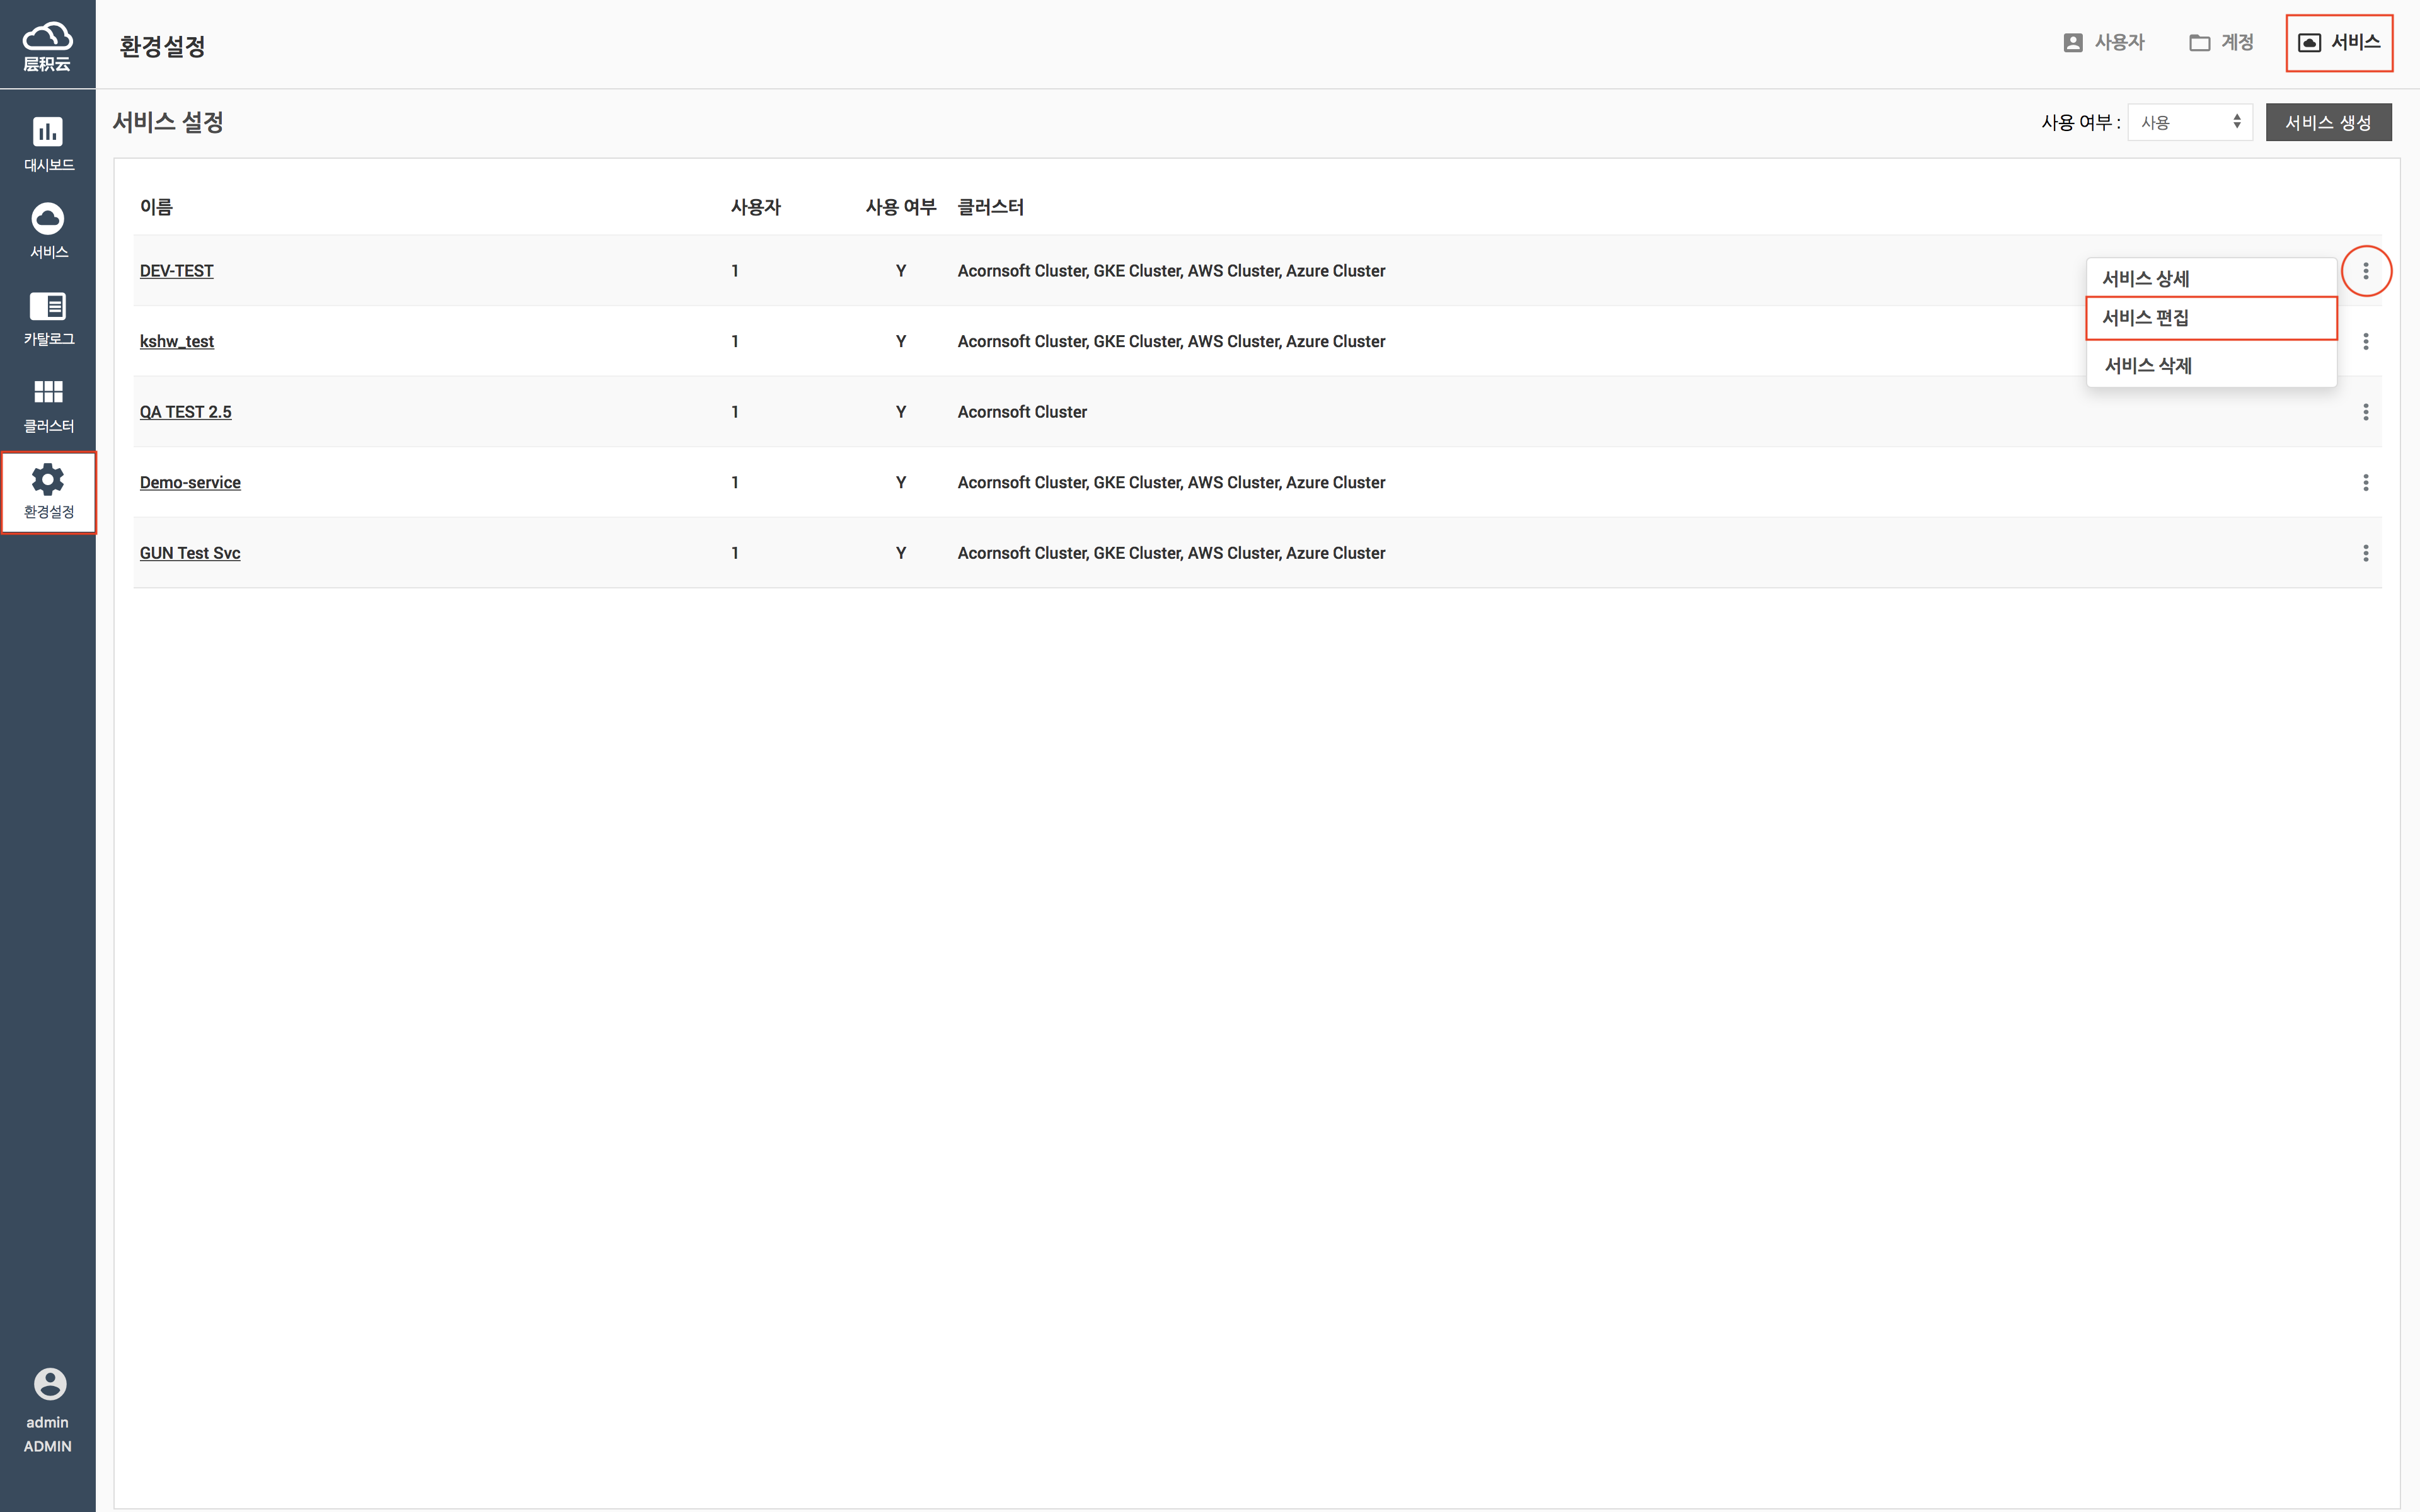 层积云
환경설정
사용자
계정
서비스
대시보드
서비스
카탈로그
클러스터
환경설정
admin
ADMIN
서비스 설정
사용 여부 :
사용
서비스 생성
이름 사용자 사용 여부 클러스터
DEV-TEST 1 Y Acornsoft Cluster, GKE Cluster, AWS Cluster, Azure Cluster
kshw_test 1 Y Acornsoft Cluster, GKE Cluster, AWS Cluster, Azure Cluster
QA TEST 2.5 1 Y Acornsoft Cluster
Demo-service 1 Y Acornsoft Cluster, GKE Cluster, AWS Cluster, Azure Cluster
GUN Test Svc 1 Y Acornsoft Cluster, GKE Cluster, AWS Cluster, Azure Cluster
서비스 상세
서비스 편집
서비스 삭제